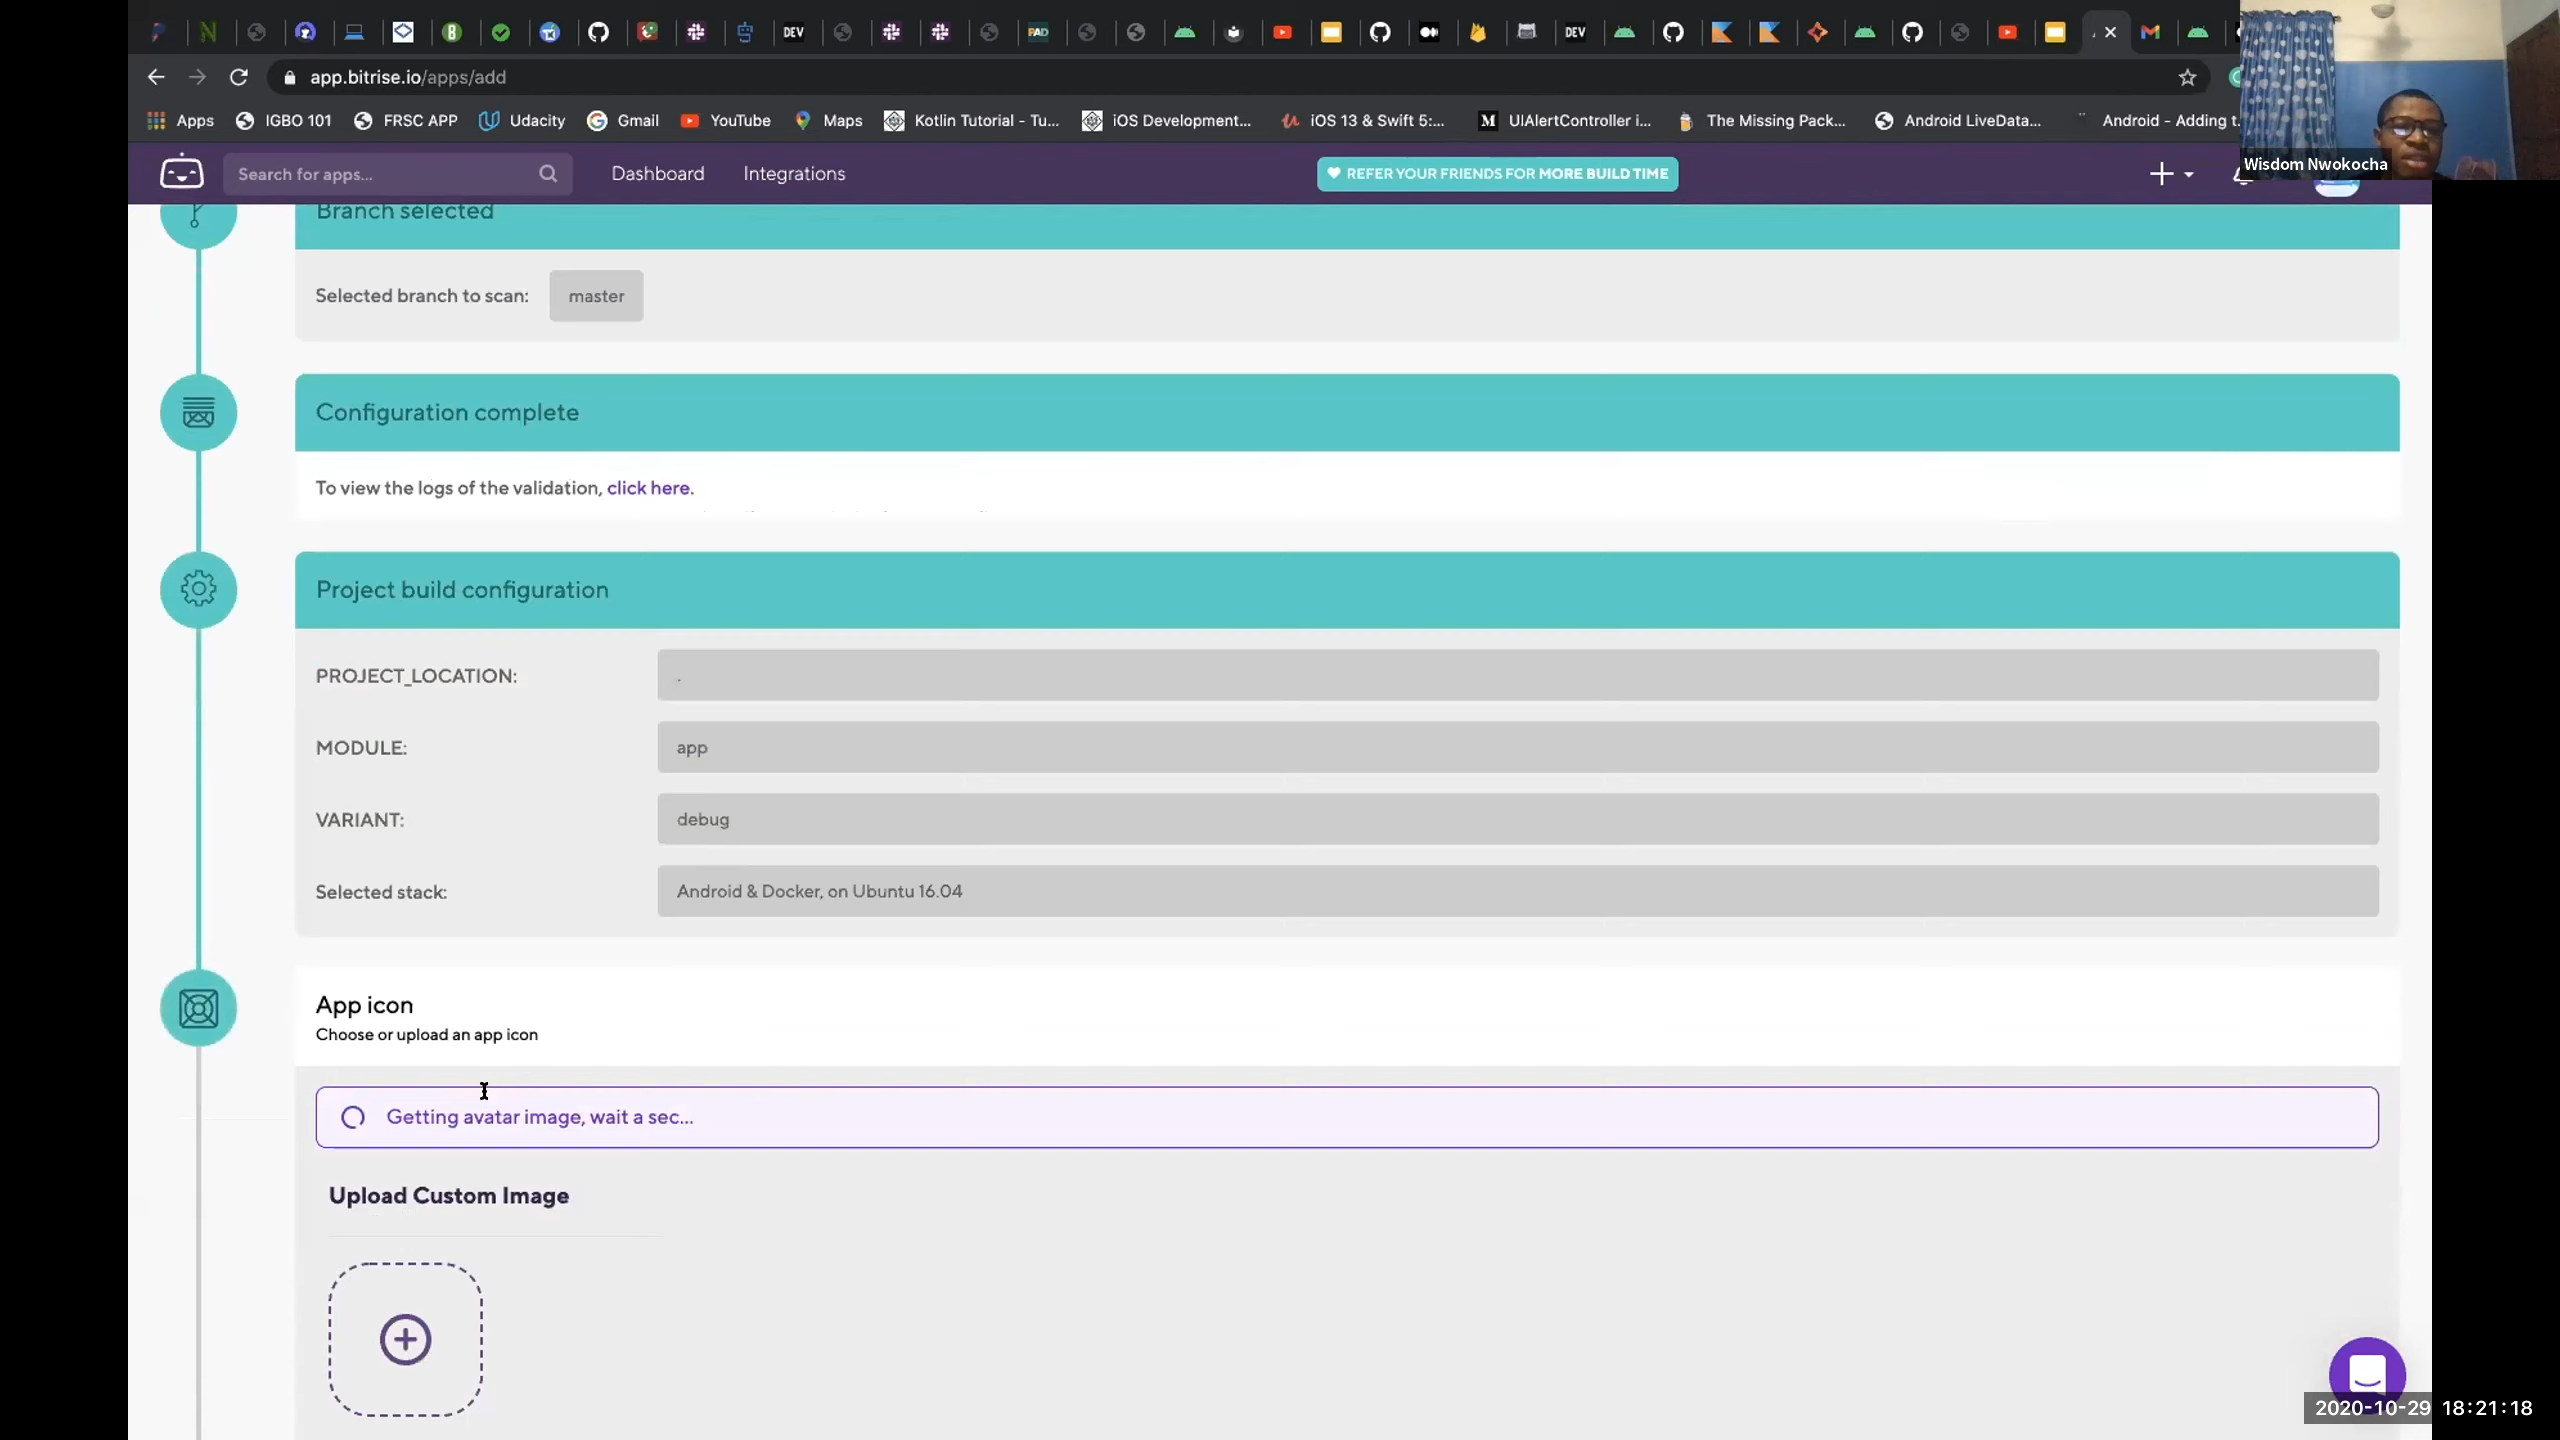 DEV
PAD
DEV
app.bitrise.io/apps/add
Apps
IGBO 101
FRSC APP
Udacity
Gmail
YouTube
Maps
Kotlin Tutorial - Tu...
iOS Development...
iOS 13 & Swift 5:...
UIAlertController i...
The Missing Pack...
Android LiveData...
Android - Adding t...
Wisdom Nwokocha
Search for apps...
Dashboard
Integrations
REFER YOUR FRIENDS FOR MORE BUILD TIME
Branch selected
Selected branch to scan:
master
Configuration complete
To view the logs of the validation, click here.
Project build configuration
PROJECT_LOCATION:
.
MODULE:
app
VARIANT:
debug
Selected stack:
Android & Docker, on Ubuntu 16.04
App icon
Choose or upload an app icon
Getting avatar image, wait a sec...
Upload Custom Image
2020-10-29 18:21:18